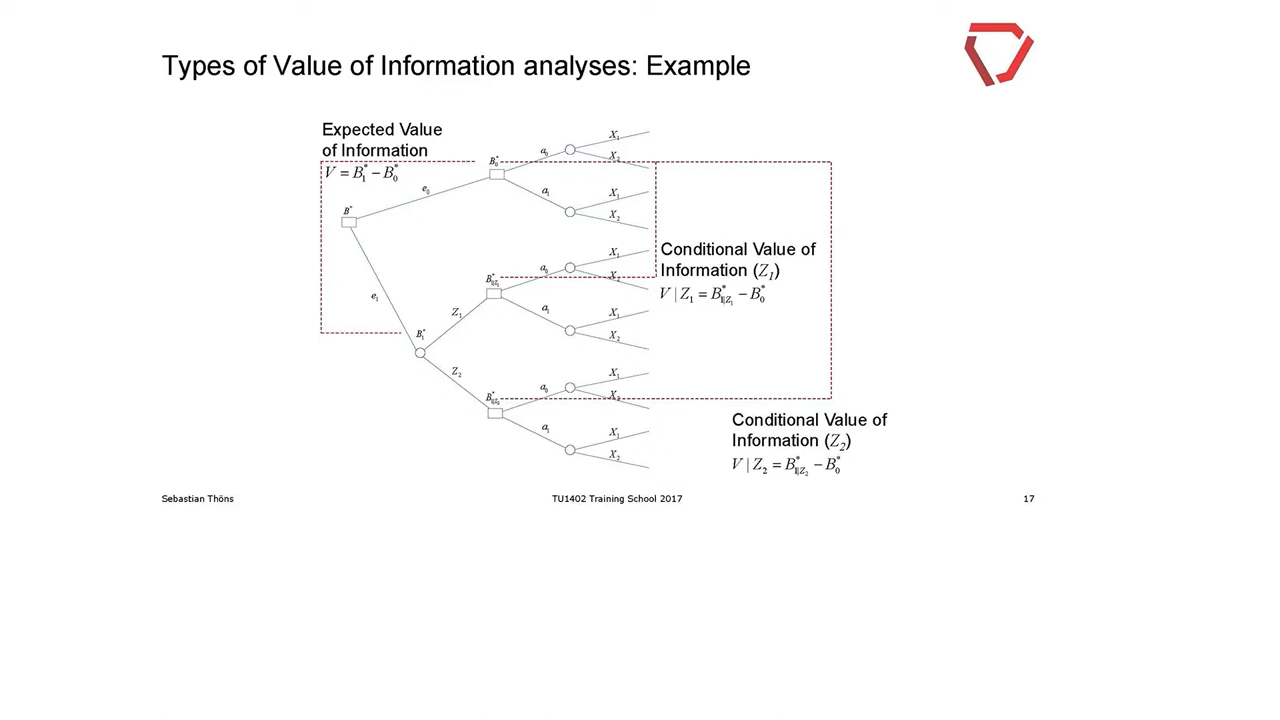 Types of Value of Information analyses: Example
Expected Value
of Information
V = B₁* − B₀*
B*
e₀
e₁
B₀*
a₀
X₁
X₂
a₁
X₁
X₂
B₁*
Z₁
Z₂
a₀
X₁
X₂
a₁
X₁
X₂
a₀
X₁
X₂
a₁
X₁
X₂
Conditional Value of
Information (Z₁)
V | Z₁ = B*₁|Z₁ − B₀*
Conditional Value of
Information (Z₂)
V | Z₂ = B*₁|Z₂ − B₀*
Sebastian Thöns
TU1402 Training School 2017
17